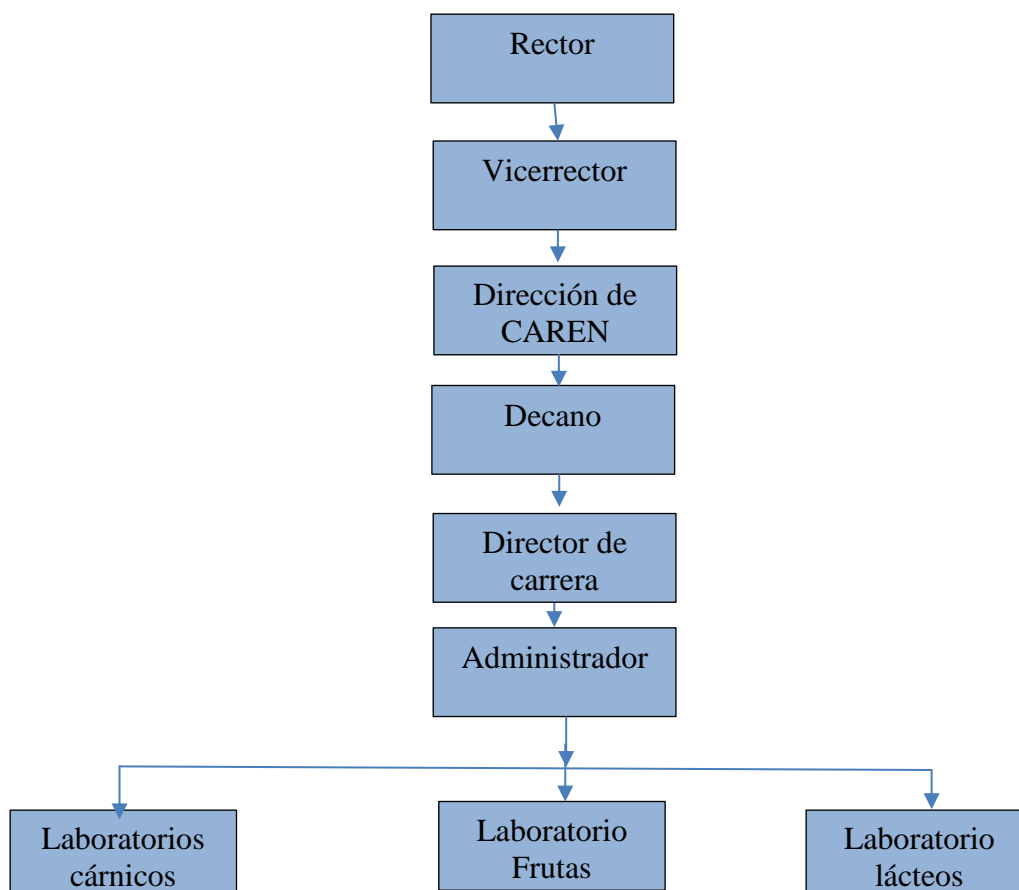 Rector
Vicerrector
Dirección de
CAREN
Decano
Director de
carrera
Administrador
Laboratorios
cárnicos
Laboratorio
Frutas
Laboratorio
lácteos